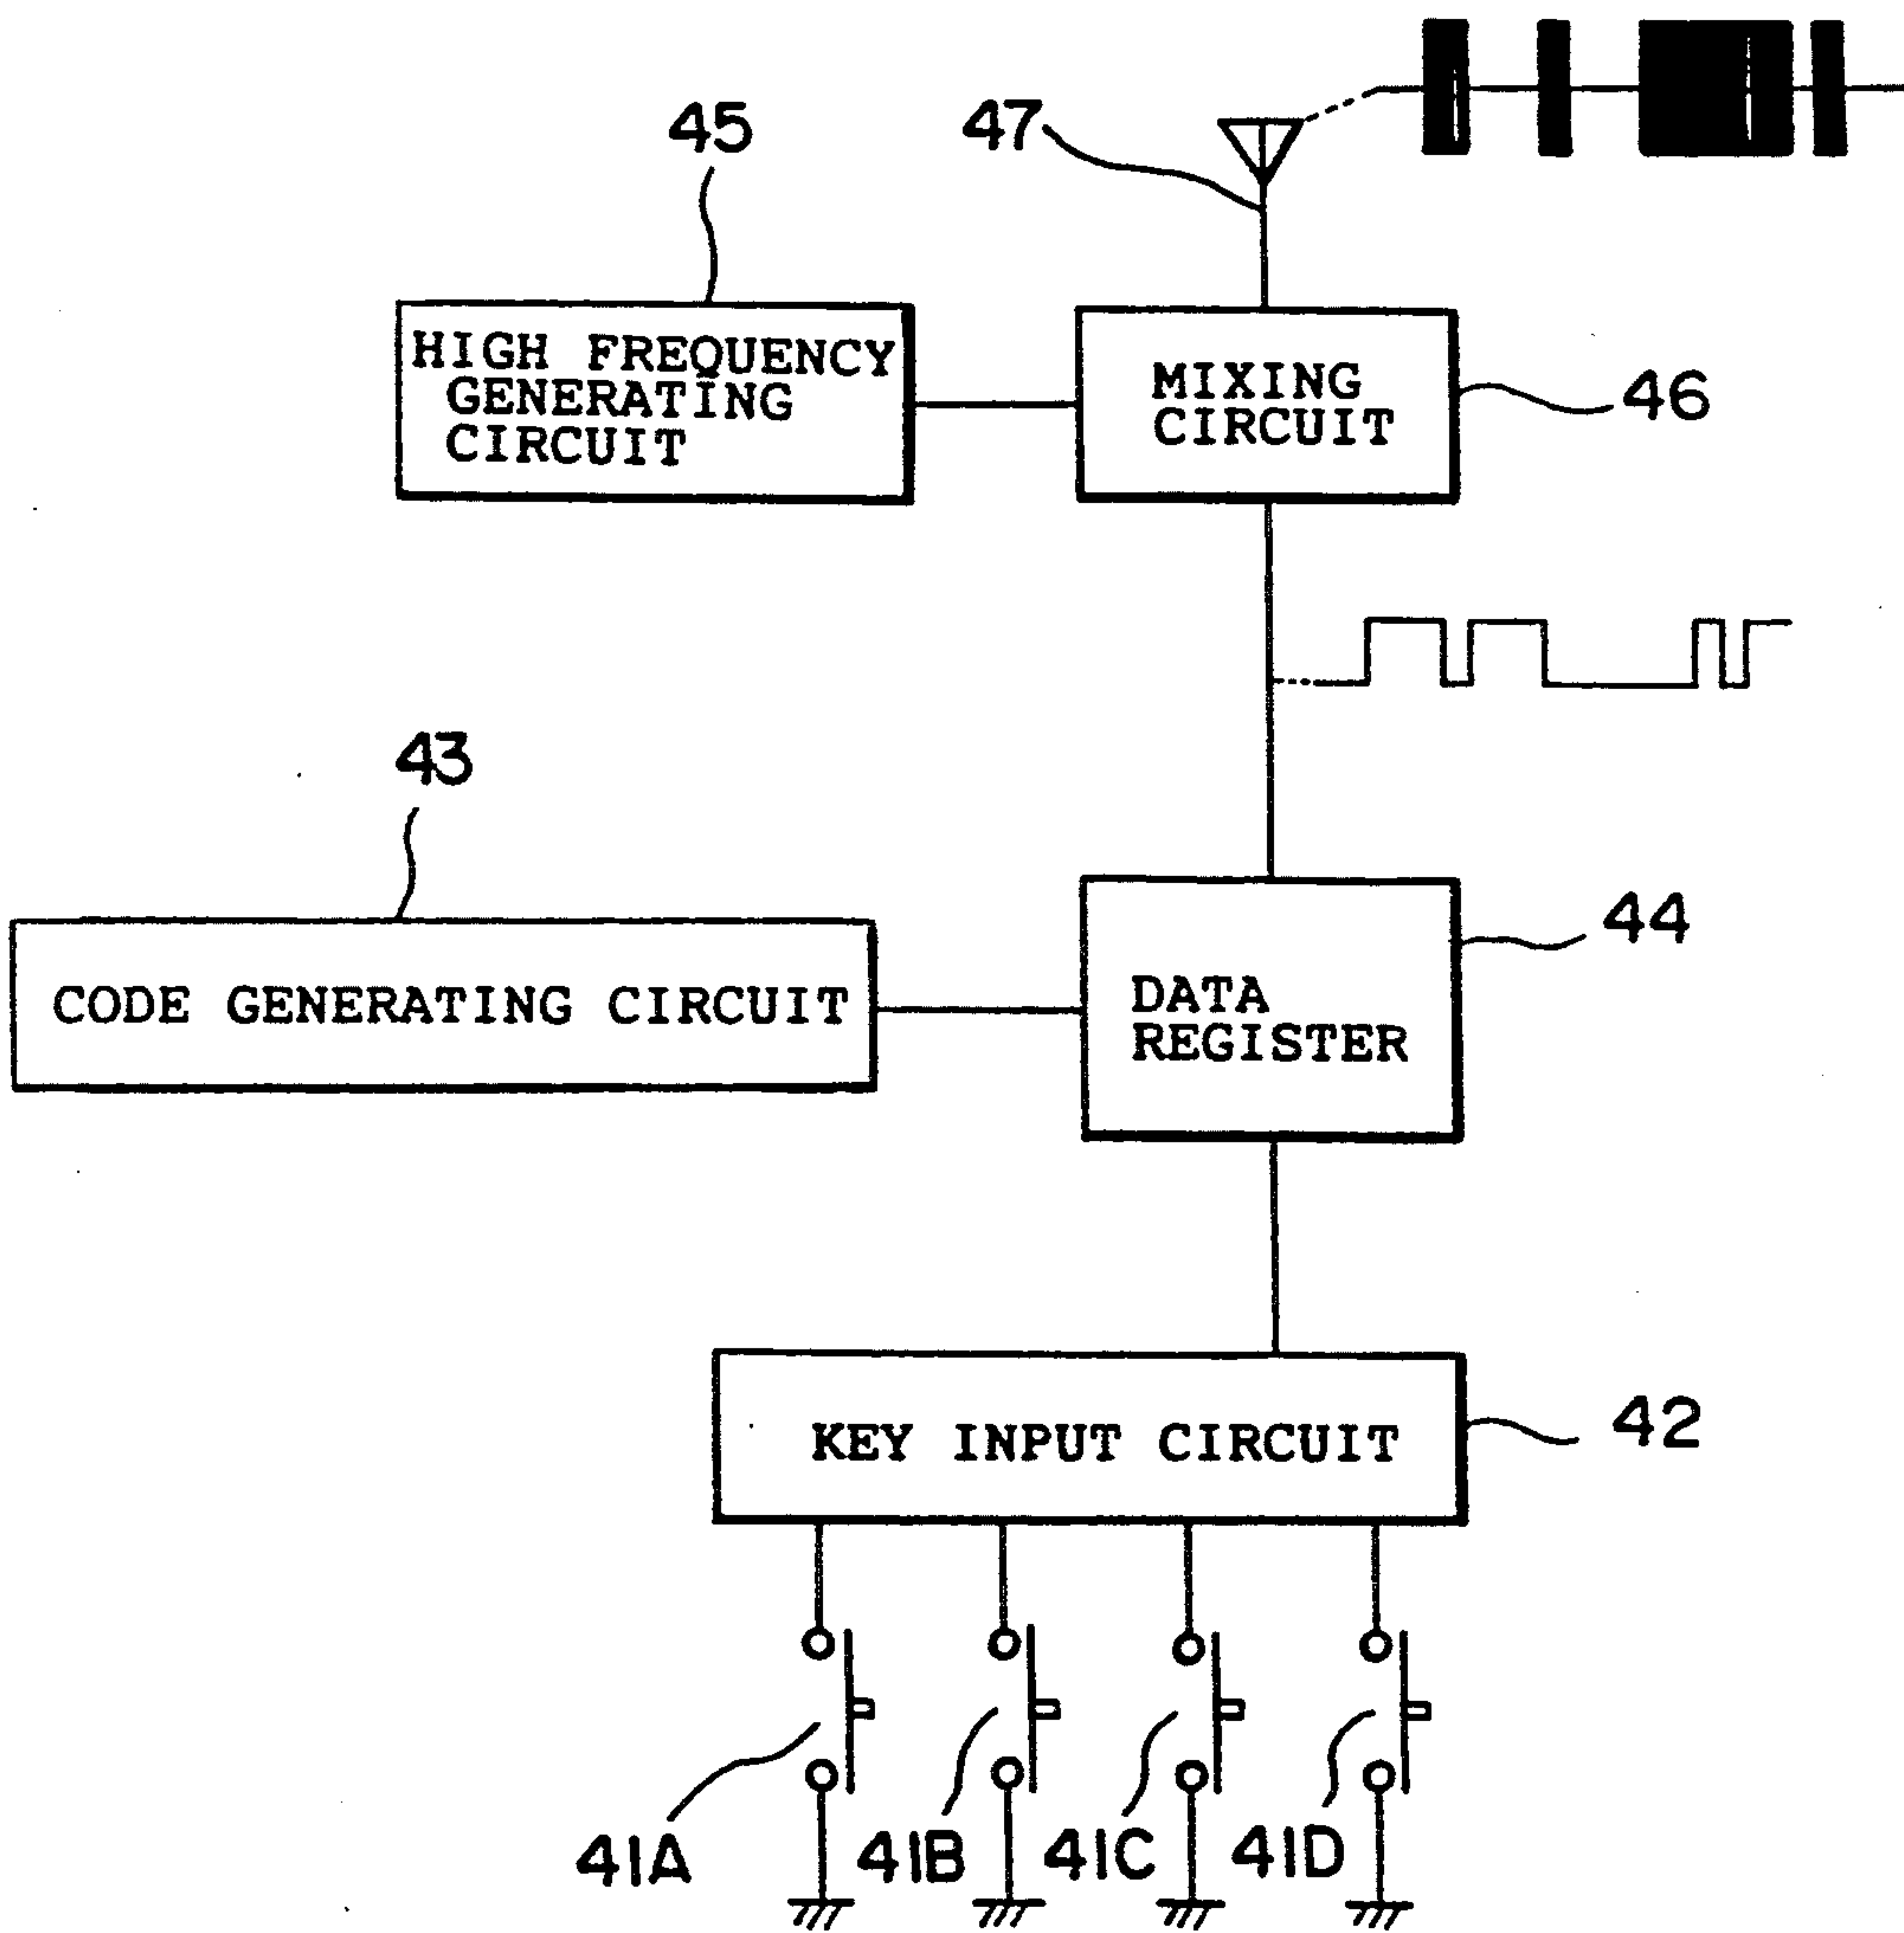 45
47
HIGH FREQUENCY
GENERATING
CIRCUIT
MIXING
CIRCUIT
46
43
44
CODE GENERATING CIRCUIT
DATA
REGISTER
KEY INPUT CIRCUIT
42
41A
41B
41C
41D